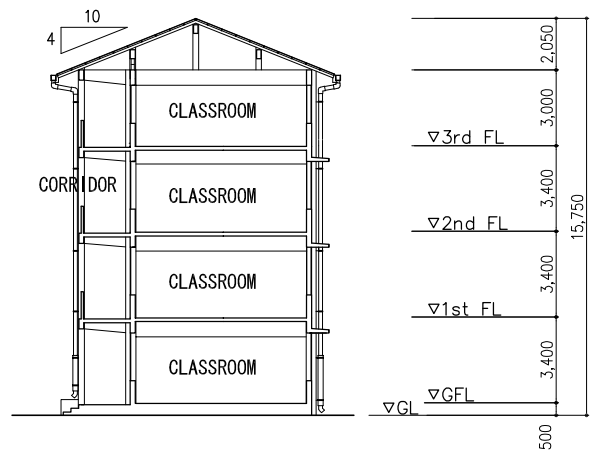 10
4
2,050
CLASSROOM
3,000
▽3rd FL
CORRIDOR
CLASSROOM
3,400
15,750
▽2nd FL
CLASSROOM
3,400
▽1st FL
CLASSROOM
3,400
▽GFL
▽GL
500